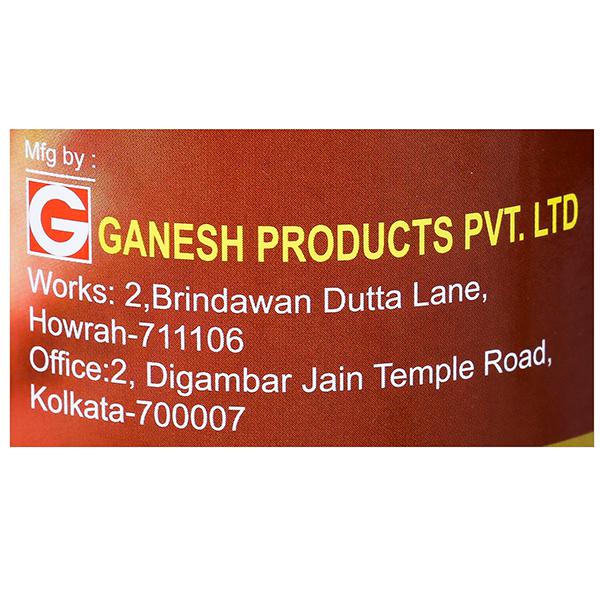 Mfg by :
G
GANESH PRODUCTS PVT. LTD
Works: 2,Brindawan Dutta Lane,
Howrah-711106
Office:2, Digambar Jain Temple Road,
Kolkata-700007